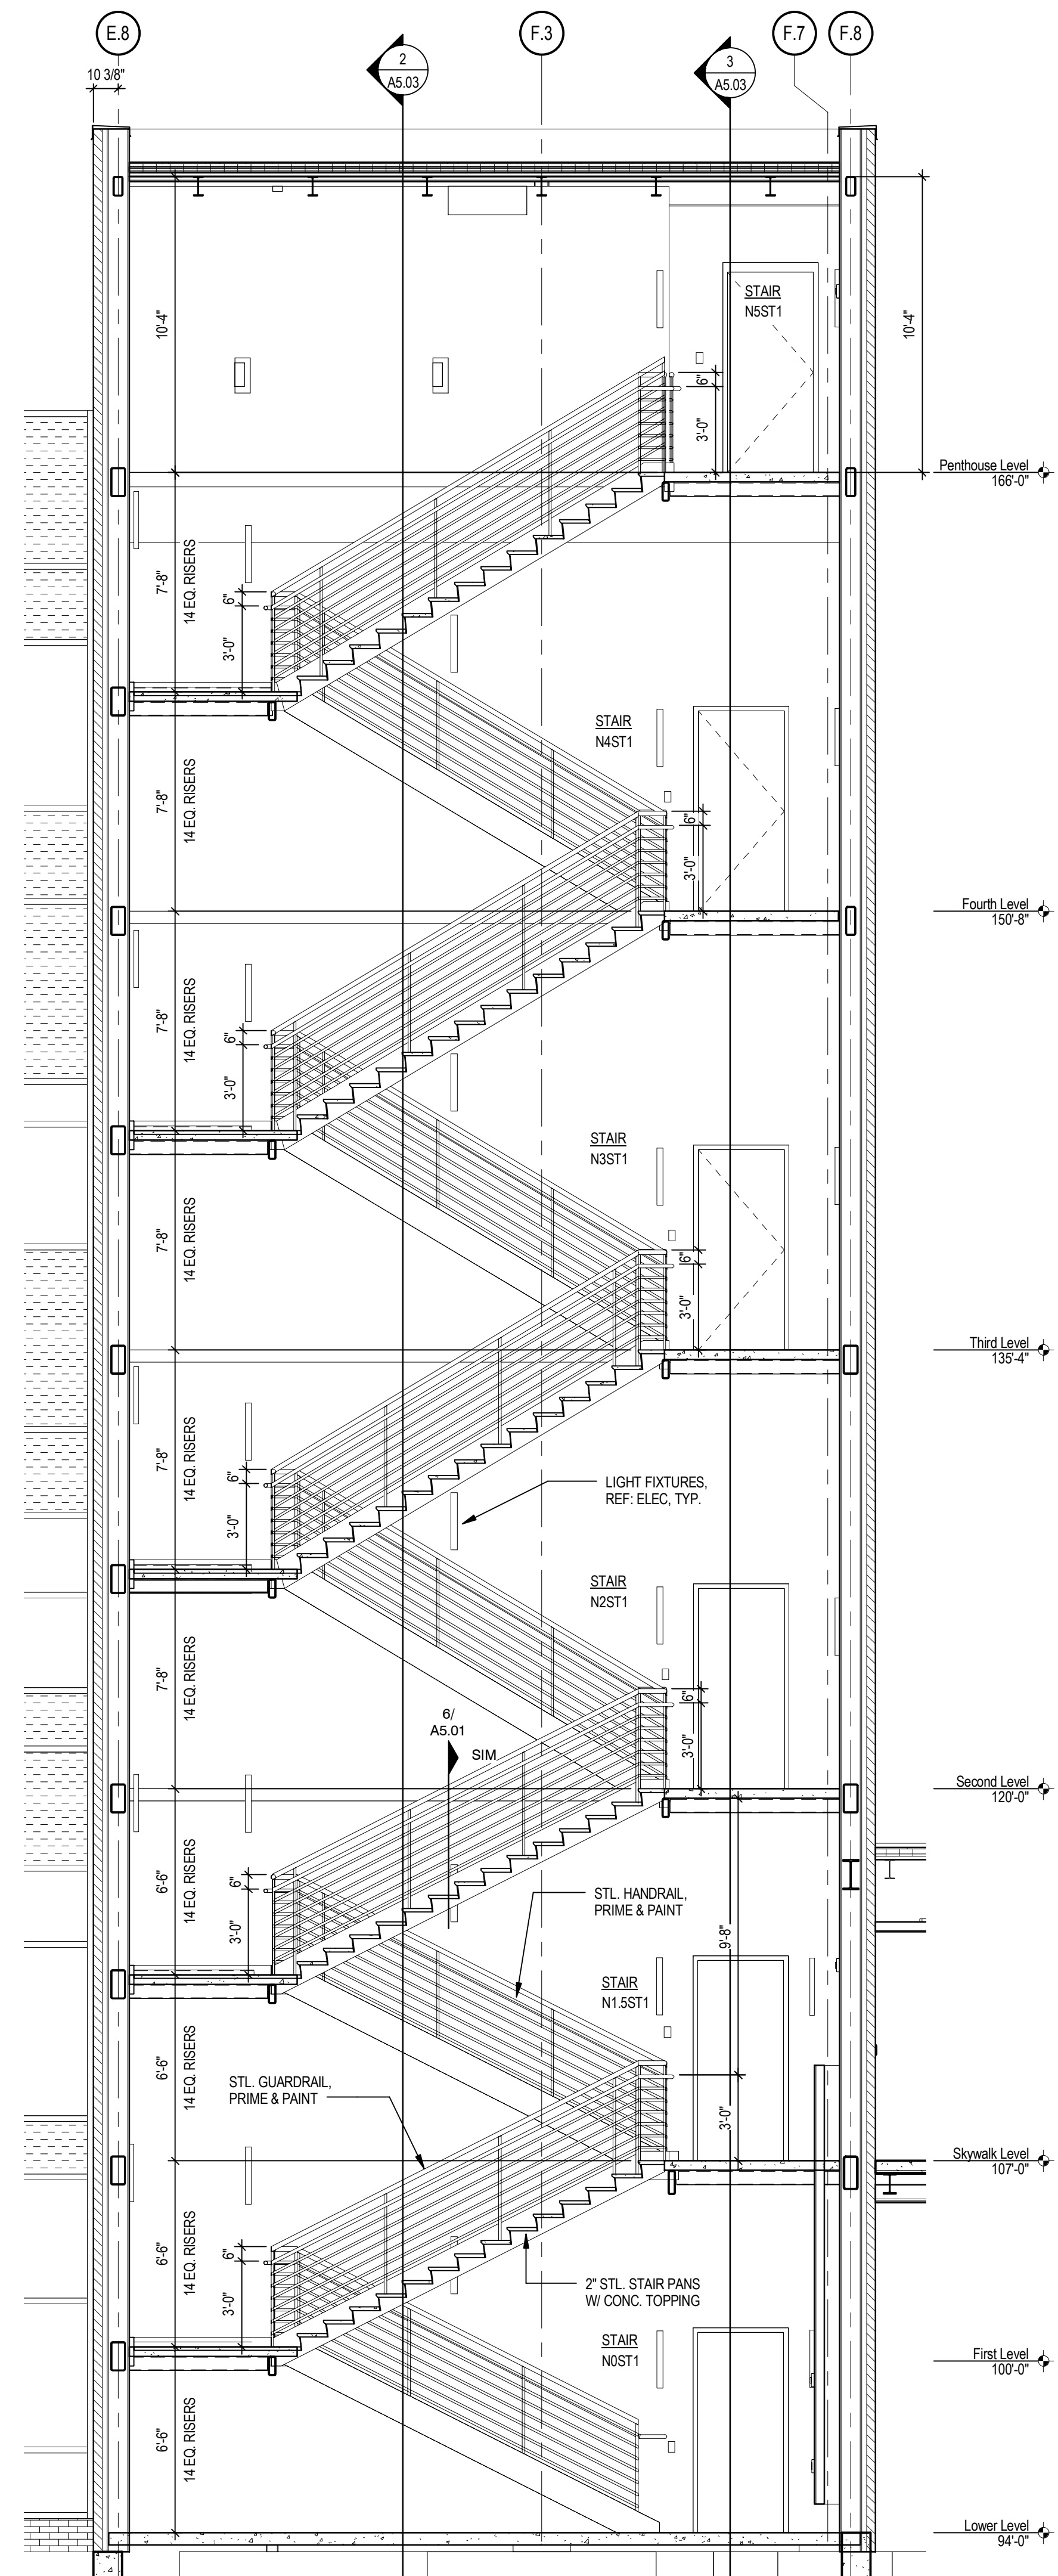 E.8
F.3
F.7
F.8
2
A5.03
3
A5.03
10 3/8"
10'-4"
STAIR
N5ST1
10'-4"
6"
3'-0"
Penthouse Level
166'-0"
7'-8"
14 EQ. RISERS
6"
3'-0"
STAIR
N4ST1
7'-8"
14 EQ. RISERS
6"
3'-0"
Fourth Level
150'-8"
7'-8"
14 EQ. RISERS
6"
3'-0"
STAIR
N3ST1
7'-8"
14 EQ. RISERS
6"
3'-0"
Third Level
135'-4"
7'-8"
14 EQ. RISERS
6"
3'-0"
LIGHT FIXTURES,
REF: ELEC, TYP.
STAIR
N2ST1
7'-8"
14 EQ. RISERS
6"
3'-0"
6/
A5.01
SIM
Second Level
120'-0"
6'-6"
14 EQ. RISERS
6"
3'-0"
STL. HANDRAIL,
PRIME & PAINT
9'-8"
STAIR
N1.5ST1
6'-6"
14 EQ. RISERS
STL. GUARDRAIL,
PRIME & PAINT
3'-0"
Skywalk Level
107'-0"
6'-6"
14 EQ. RISERS
6"
3'-0"
2" STL. STAIR PANS
W/ CONC. TOPPING
STAIR
N0ST1
First Level
100'-0"
6'-6"
14 EQ. RISERS
Lower Level
94'-0"